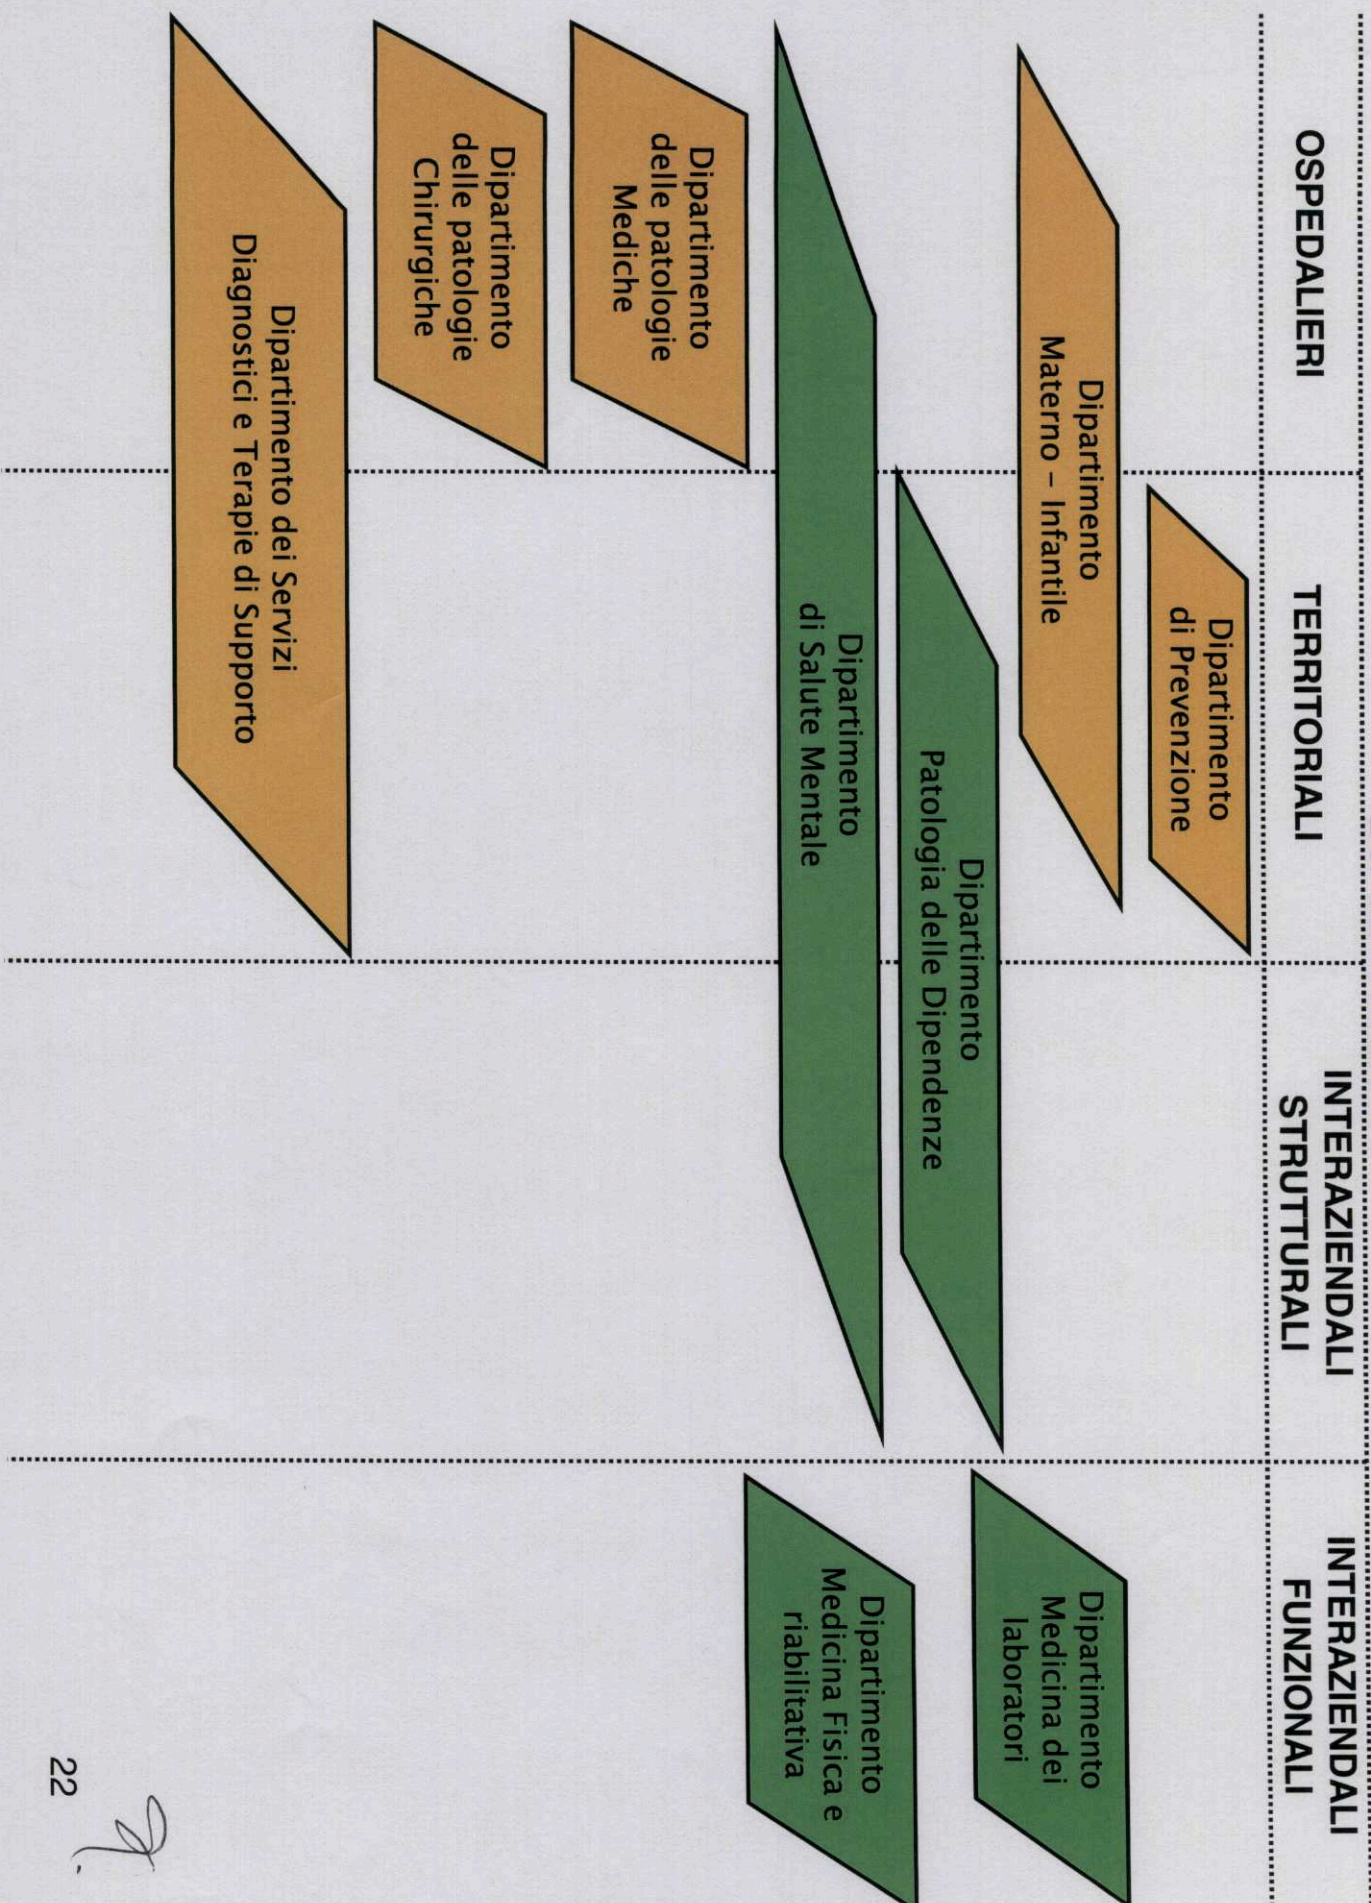 OSPEDALIERI
TERRITORIALI
INTERAZIENDALI
STRUTTURALI
INTERAZIENDALI
FUNZIONALI
Dipartimento
di Prevenzione
Dipartimento
Materno – Infantile
Dipartimento
Medicina dei
laboratori
Dipartimento
Patologia delle Dipendenze
Dipartimento
di Salute Mentale
Dipartimento
Medicina Fisica e
riabilitativa
Dipartimento
delle patologie
Mediche
Dipartimento
delle patologie
Chirurgiche
Dipartimento dei Servizi
Diagnostici e Terapie di Supporto
22